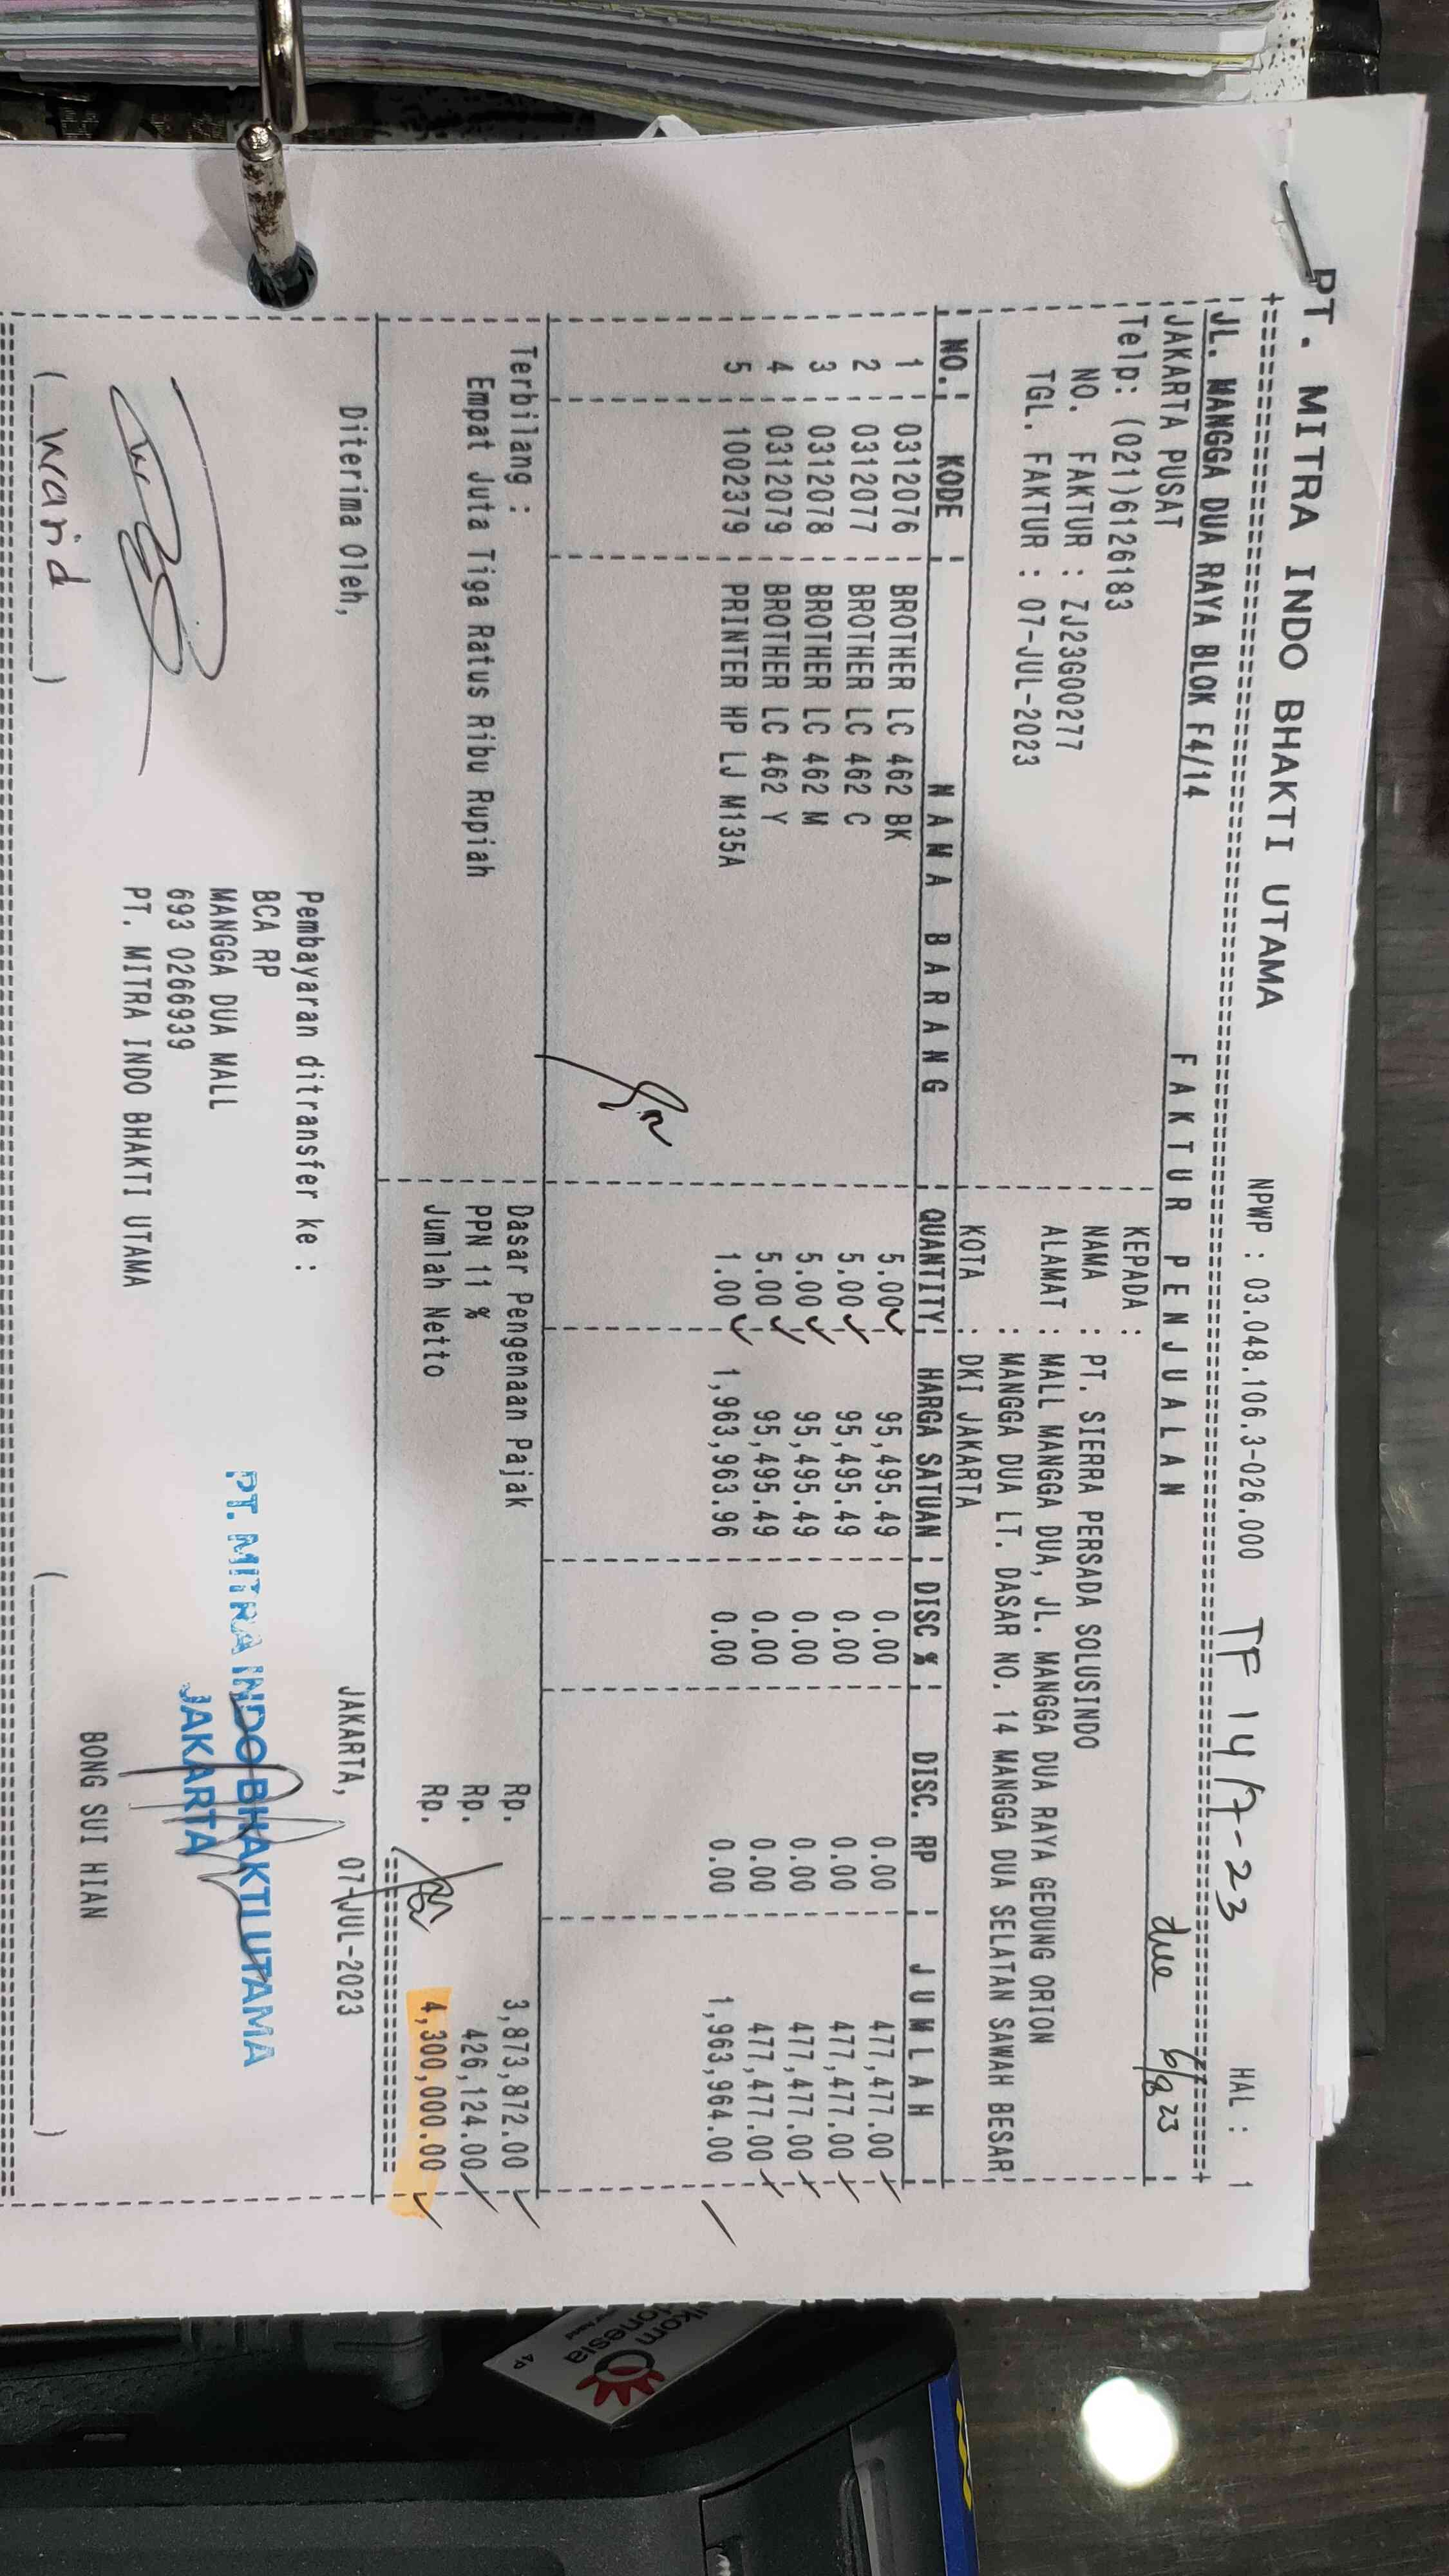 PT. MITRA INDO BHAKTI UTAMA NPWP : 03.048.106.3-026.000 TF 14/7-23 HAL : 1
JL. MANGGA DUA RAYA BLOK F4/14
JAKARTA PUSAT FAKTUR PENJUALAN due 6/8 23
Telp: (021)6126183 KEPADA :
NO. FAKTUR : ZJ23G00277 NAMA : PT. SIERRA PERSADA SOLUSINDO
TGL. FAKTUR : 07-JUL-2023 ALAMAT : MALL MANGGA DUA, JL. MANGGA DUA RAYA GEDUNG ORION
: MANGGA DUA LT. DASAR NO. 14 MANGGA DUA SELATAN SAWAH BESAR
KOTA : DKI JAKARTA
NO. KODE NAMA BARANG QUANTITY HARGA SATUAN DISC % DISC. RP JUMLAH
1 0312076 BROTHER LC 462 BK 5.00 95,495.49 0.00 0.00 477,477.00
2 0312077 BROTHER LC 462 C 5.00 95,495.49 0.00 0.00 477,477.00
3 0312078 BROTHER LC 462 M 5.00 95,495.49 0.00 0.00 477,477.00
4 0312079 BROTHER LC 462 Y 5.00 95,495.49 0.00 0.00 477,477.00
5 1002379 PRINTER HP LJ M135A 1.00 1,963,963.96 0.00 0.00 1,963,964.00
Terbilang : Dasar Pengenaan Pajak Rp. 3,873,872.00
Empat Juta Tiga Ratus Ribu Rupiah PPN 11 % Rp. 426,124.00
Jumlah Netto Rp. 4,300,000.00
Diterima Oleh, Pembayaran ditransfer ke : JAKARTA, 07-JUL-2023
BCA RP
MANGGA DUA MALL
693 0266939
PT. MITRA INDO BHAKTI UTAMA
PT. MITRA INDO BHAKTI UTAMA
JAKARTA
BONG SUI HIAN
( Warid ) ( )
lkom
donesia
4P